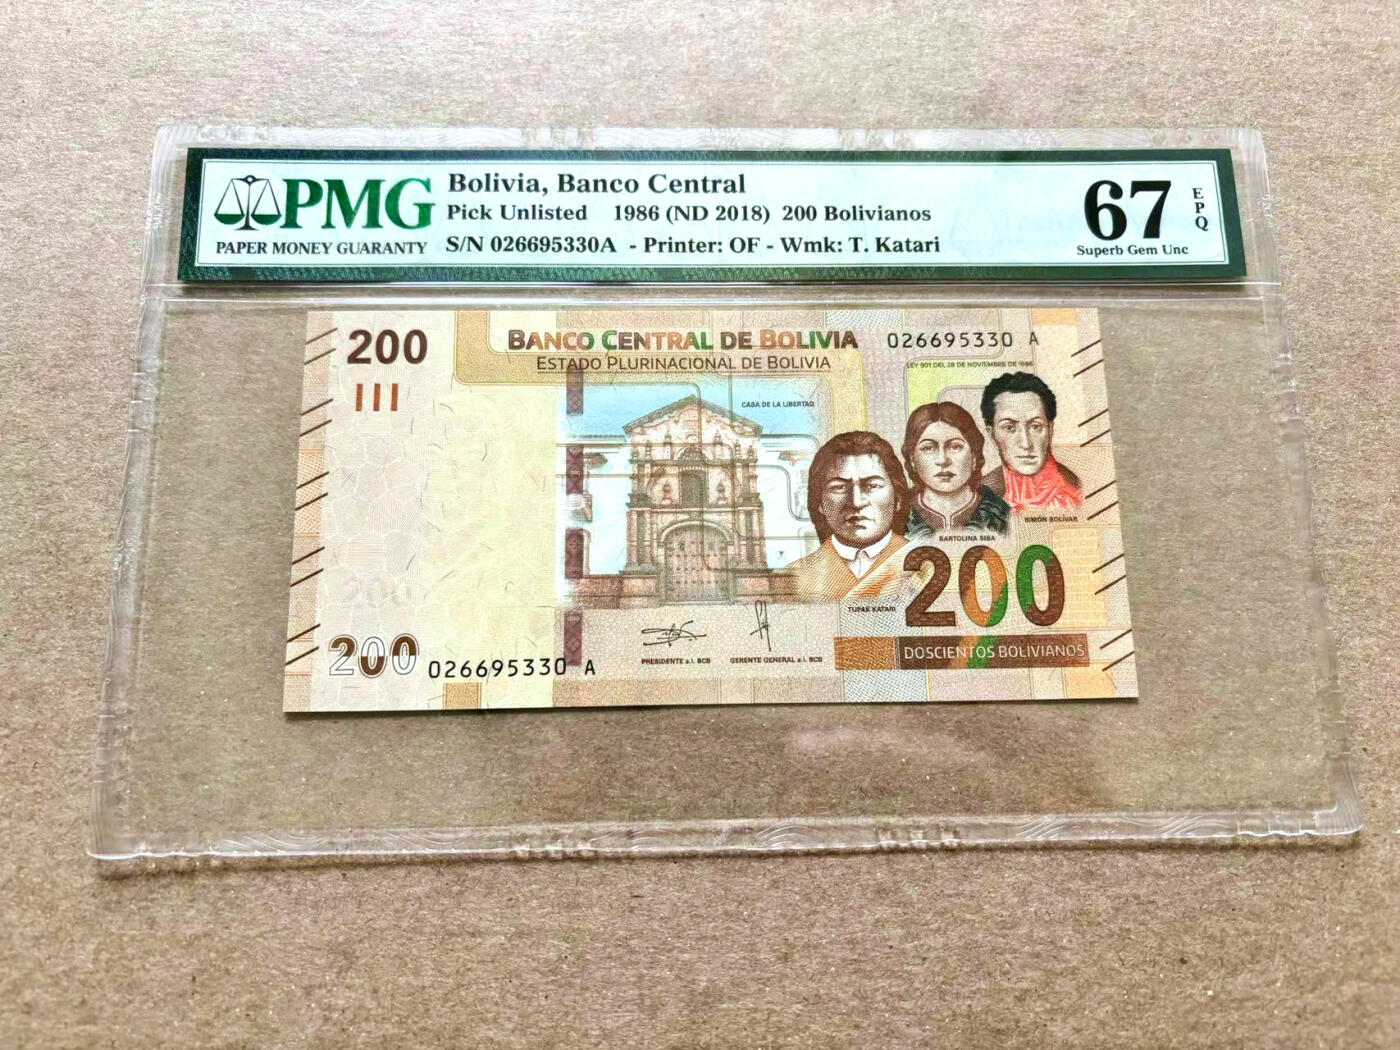 PMG
PAPER MONEY GUARANTY
Bolivia, Banco Central
Pick Unlisted 1986 (ND 2018) 200 Bolivianos
S/N 026695330A - Printer: OF - Wmk: T. Katari
67
EPQ
Superb Gem Unc
200
BANCO CENTRAL DE BOLIVIA
026695330 A
ESTADO PLURINACIONAL DE BOLIVIA
LEY 901 DEL 28 DE NOVIEMBRE DE 1986
CASA DE LA LIBERTAD
SIMÓN BOLÍVAR
BARTOLINA SISA
TUPAK KATARI
200
200
200
026695330 A
PRESIDENTE a.i. BCB
GERENTE GENERAL a.i. BCB
DOSCIENTOS BOLIVIANOS